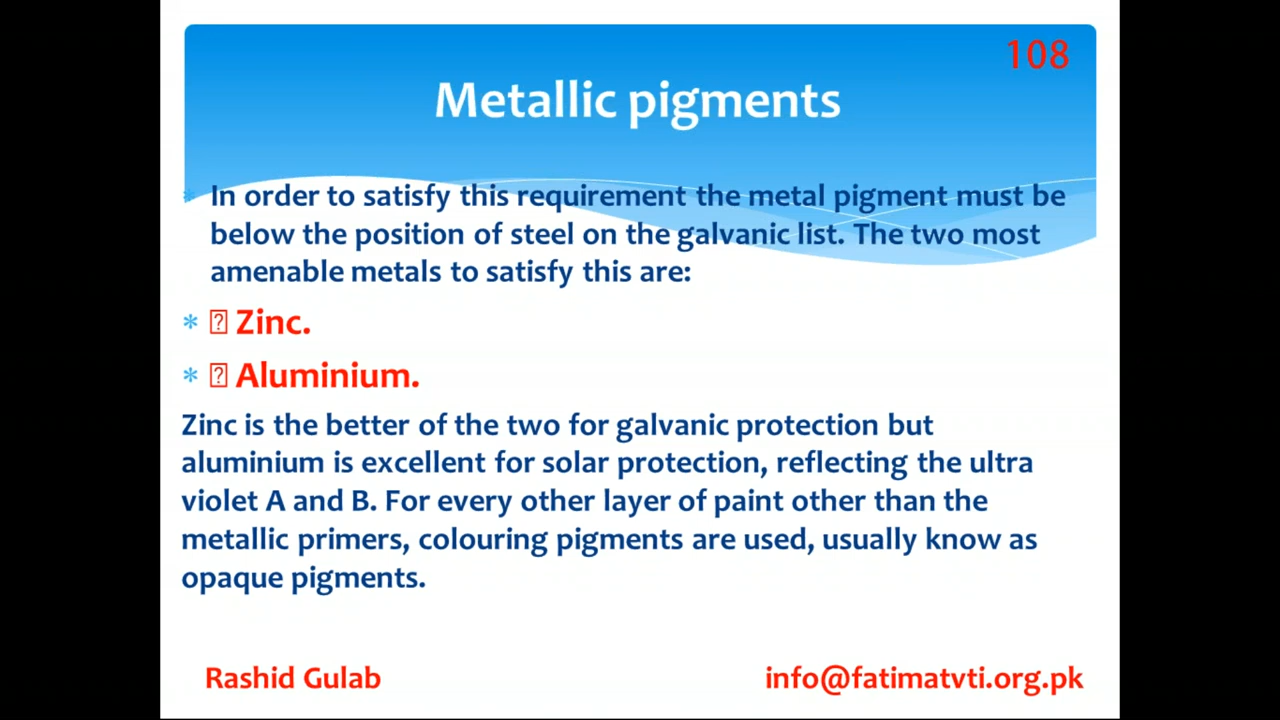 108
Metallic pigments
* In order to satisfy this requirement the metal pigment must be
below the position of steel on the galvanic list. The two most
amenable metals to satisfy this are:
* ⍰ Zinc.
* ⍰ Aluminium.
Zinc is the better of the two for galvanic protection but
aluminium is excellent for solar protection, reflecting the ultra
violet A and B. For every other layer of paint other than the
metallic primers, colouring pigments are used, usually know as
opaque pigments.
Rashid Gulab
info@fatimatvti.org.pk